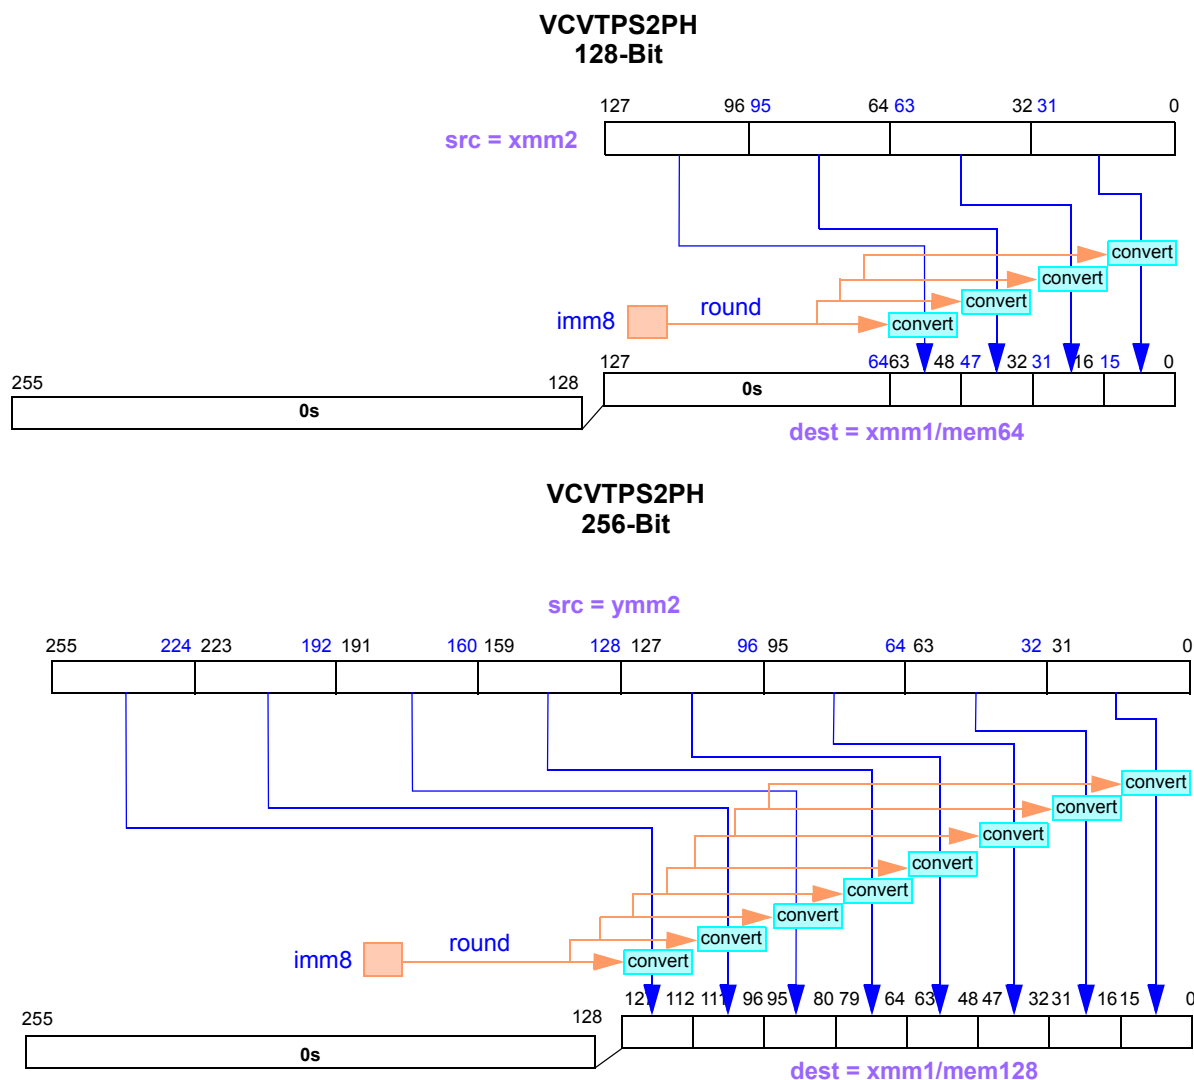 VCVTPS2PH
128-Bit
127 96 95 64 63 32 31 0
src = xmm2
convert
convert
convert
imm8 round convert
127 64 63 48 47 32 31 16 15 0
255 128
0s 0s
dest = xmm1/mem64
VCVTPS2PH
256-Bit
src = ymm2
255 224 223 192 191 160 159 128 127 96 95 64 63 32 31 0
convert
convert
convert
convert
convert
convert
convert
imm8 round convert
127 112 111 96 95 80 79 64 63 48 47 32 31 16 15 0
255 128
0s
dest = xmm1/mem128